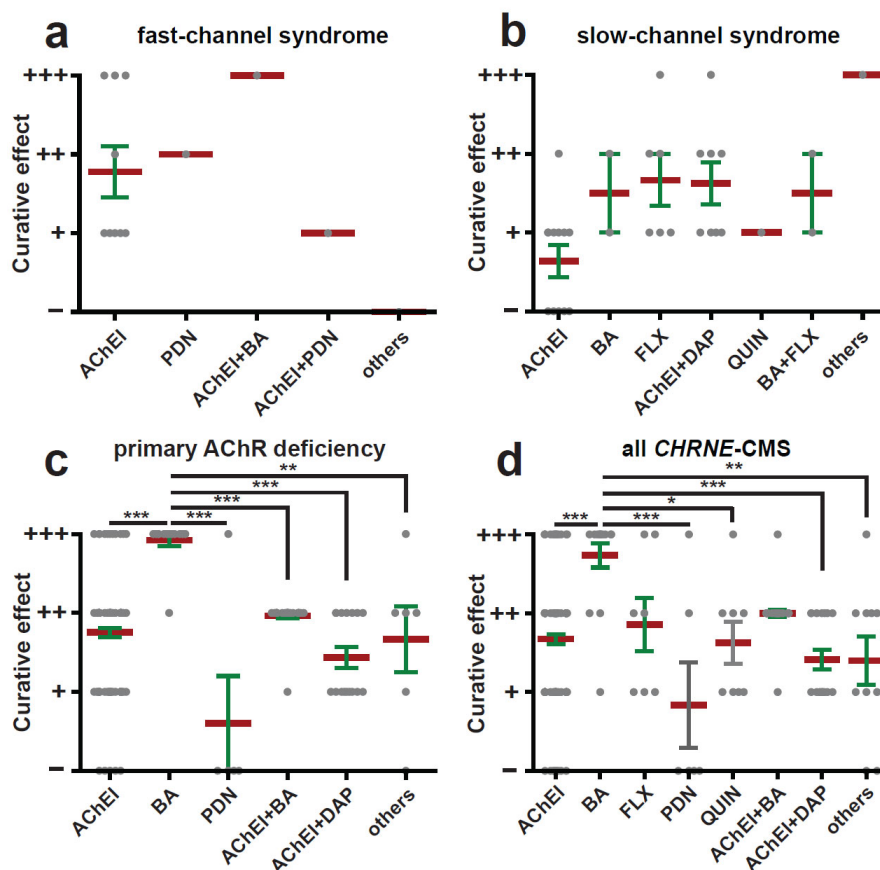 a fast-channel syndrome
Curative effect
+++
++
+
–
AChEI
PDN
AChEI+BA
AChEI+PDN
others
b slow-channel syndrome
Curative effect
+++
++
+
–
AChEI
BA
FLX
AChEI+DAP
QUIN
BA+FLX
others
c primary AChR deficiency
**
***
***
*** ***
Curative effect
+++
++
+
–
AChEI
BA
PDN
AChEI+BA
AChEI+DAP
others
d all CHRNE-CMS
**
***
*
*** ***
Curative effect
+++
++
+
–
AChEI
BA
FLX
PDN
QUIN
AChEI+BA
AChEI+DAP
others